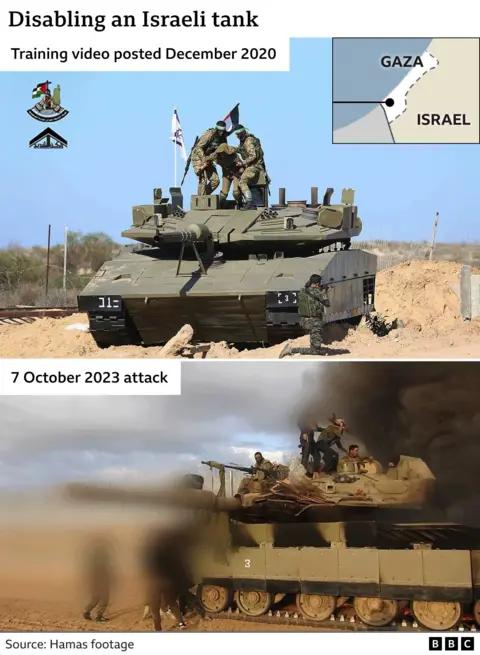 Disabling an Israeli tank
Training video posted December 2020
GAZA
ISRAEL
3
7 October 2023 attack
3
Source: Hamas footage
BBC